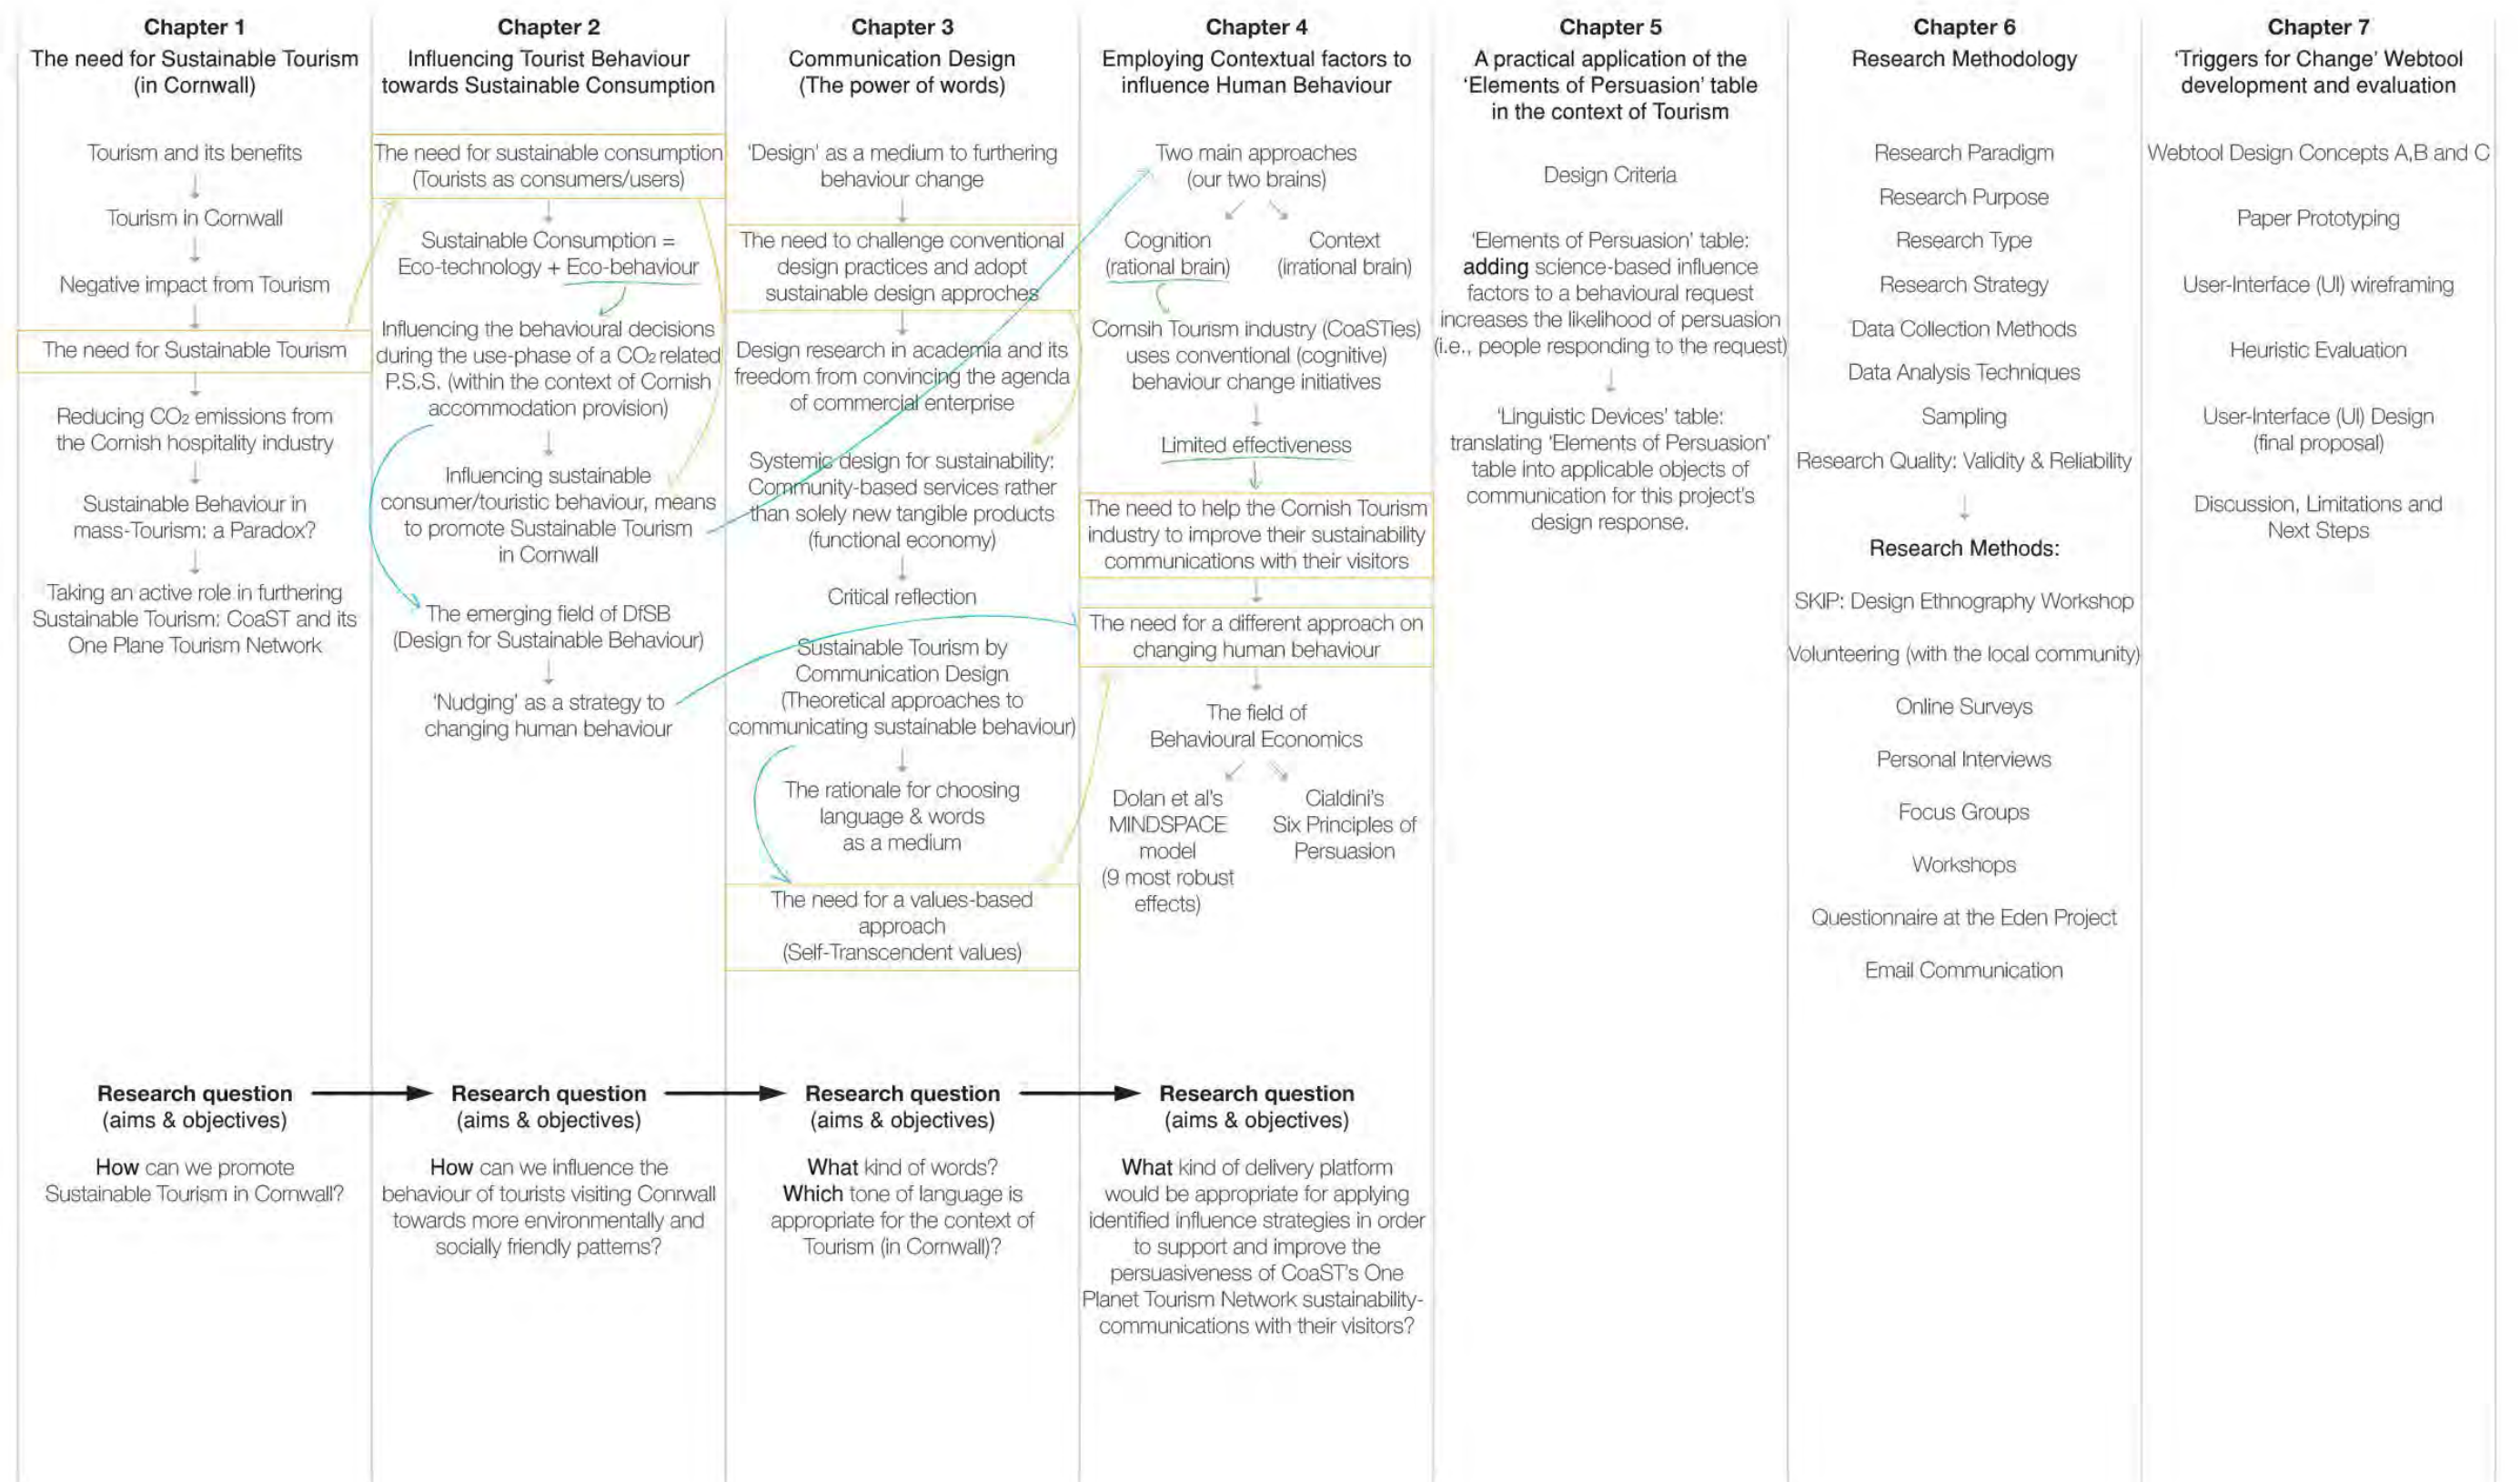 Chapter 1
The need for Sustainable Tourism
(in Cornwall)
Tourism and its benefits
Tourism in Cornwall
Negative impact from Tourism
The need for Sustainable Tourism
Reducing CO2 emissions from
the Cornish hospitality industry
Sustainable Behaviour in
mass-Tourism: a Paradox?
Taking an active role in furthering
Sustainable Tourism: CoaST and its
One Plane Tourism Network
Research question
(aims & objectives)
How can we promote
Sustainable Tourism in Cornwall?
Chapter 2
Influencing Tourist Behaviour
towards Sustainable Consumption
The need for sustainable consumption
(Tourists as consumers/users)
Sustainable Consumption =
Eco-technology + Eco-behaviour
Influencing the behavioural decisions
during the use-phase of a CO2 related
P.S.S. (within the context of Cornish
accommodation provision)
Influencing sustainable
consumer/touristic behaviour, means
to promote Sustainable Tourism
in Cornwall
The emerging field of DfSB
(Design for Sustainable Behaviour)
'Nudging' as a strategy to
changing human behaviour
Research question
(aims & objectives)
How can we influence the
behaviour of tourists visiting Conrwall
towards more environmentally and
socially friendly patterns?
Chapter 3
Communication Design
(The power of words)
'Design' as a medium to furthering
behaviour change
The need to challenge conventional
design practices and adopt
sustainable design approches
Design research in academia and its
freedom from convincing the agenda
of commercial enterprise
Systemic design for sustainability:
Community-based services rather
than solely new tangible products
(functional economy)
Critical reflection
Sustainable Tourism by
Communication Design
(Theoretical approaches to
communicating sustainable behaviour)
The rationale for choosing
language & words
as a medium
The need for a values-based
approach
(Self-Transcendent values)
Research question
(aims & objectives)
What kind of words?
Which tone of language is
appropriate for the context of
Tourism (in Cornwall)?
Chapter 4
Employing Contextual factors to
influence Human Behaviour
Two main approaches
(our two brains)
Cognition
(rational brain)
Context
(irrational brain)
Cornsih Tourism industry (CoaSTies)
uses conventional (cognitive)
behaviour change initiatives
Limited effectiveness
The need to help the Cornish Tourism
industry to improve their sustainability
communications with their visitors
The need for a different approach on
changing human behaviour
The field of
Behavioural Economics
Dolan et al's
MINDSPACE
model
(9 most robust
effects)
Cialdini's
Six Principles of
Persuasion
Research question
(aims & objectives)
What kind of delivery platform
would be appropriate for applying
identified influence strategies in order
to support and improve the
persuasiveness of CoaST's One
Planet Tourism Network sustainability-
communications with their visitors?
Chapter 5
A practical application of the
'Elements of Persuasion' table
in the context of Tourism
Design Criteria
'Elements of Persuasion' table:
adding science-based influence
factors to a behavioural request
increases the likelihood of persuasion
(i.e., people responding to the request)
'Linguistic Devices' table:
translating 'Elements of Persuasion'
table into applicable objects of
communication for this project's
design response.
Chapter 6
Research Methodology
Research Paradigm
Research Purpose
Research Type
Research Strategy
Data Collection Methods
Data Analysis Techniques
Sampling
Research Quality: Validity & Reliability
Research Methods:
SKIP: Design Ethnography Workshop
Volunteering (with the local community)
Online Surveys
Personal Interviews
Focus Groups
Workshops
Questionnaire at the Eden Project
Email Communication
Chapter 7
'Triggers for Change' Webtool
development and evaluation
Webtool Design Concepts A,B and C
Paper Prototyping
User-Interface (UI) wireframing
Heuristic Evaluation
User-Interface (UI) Design
(final proposal)
Discussion, Limitations and
Next Steps